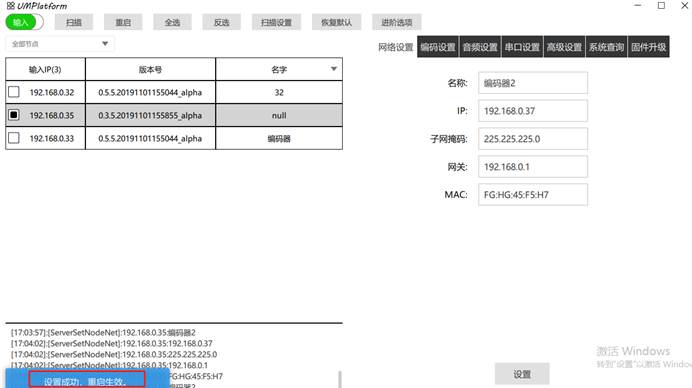 UMPlatform
输入 扫描 重启 全选 反选 扫描设置 恢复默认 进阶选项
全部节点
网络设置 编码设置 音频设置 串口设置 高级设置 系统查询 固件升级
输入IP(3) 版本号 名字
192.168.0.32 0.5.5.20191101155044_alpha 32
192.168.0.35 0.3.5.20191101155855_alpha null
192.168.0.33 0.5.5.20191101155044_alpha 编码器
名称: 编码器2
IP: 192.168.0.37
子网掩码: 225.225.225.0
网关: 192.168.0.1
MAC: FG:HG:45:F5:H7
[17:03:57]:[ServerSetNodeNet]:192.168.0.35:编码器2
[17:04:02]:[ServerSetNodeNet]:192.168.0.35:192.168.0.37
[17:04:02]:[ServerSetNodeNet]:192.168.0.35:225.225.225.0
[17:04:02]:[ServerSetNodeNet]:192.168.0.35:192.168.0.1
FG:HG:45:F5:H7
设置成功，重启生效。
设置
激活 Windows
转到"设置"以激活 Window